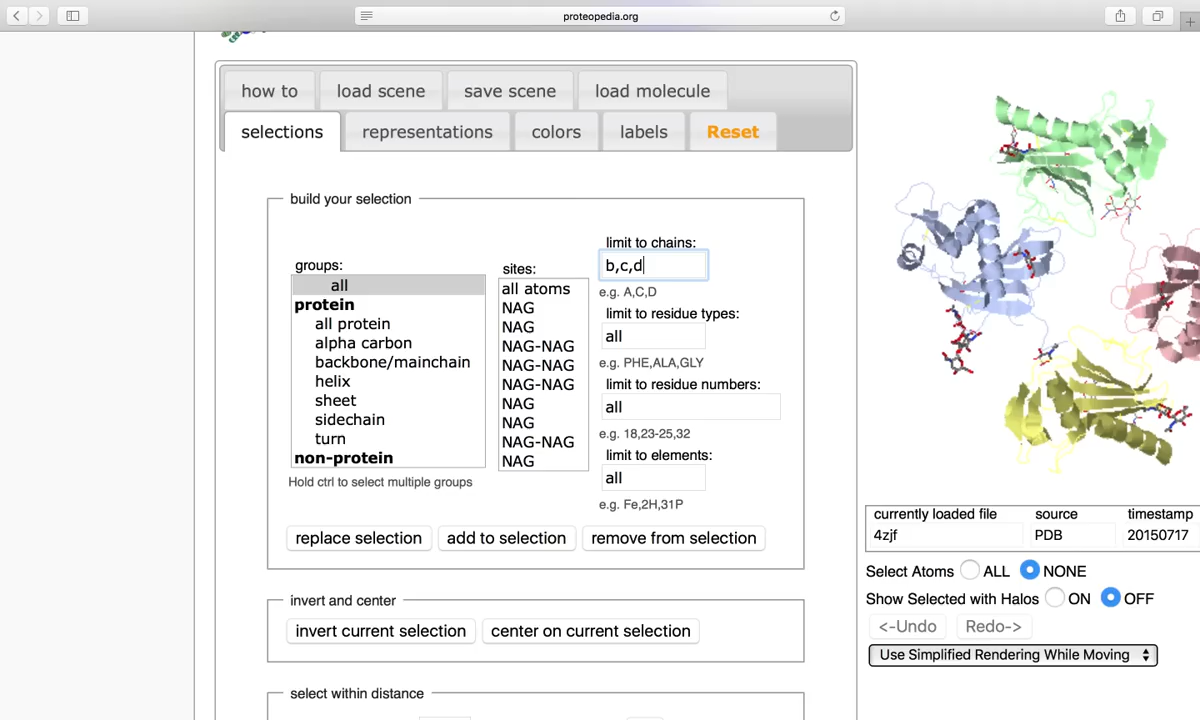 proteopedia.org
how to
load scene
save scene
load molecule
selections
representations
colors
labels
Reset
build your selection
groups:
all
protein
all protein
alpha carbon
backbone/mainchain
helix
sheet
sidechain
turn
non-protein
Hold ctrl to select multiple groups
sites:
all atoms
NAG
NAG
NAG-NAG
NAG-NAG
NAG-NAG
NAG
NAG
NAG-NAG
NAG
limit to chains:
b,c,d
e.g. A,C,D
limit to residue types:
all
e.g. PHE,ALA,GLY
limit to residue numbers:
all
e.g. 18,23-25,32
limit to elements:
all
e.g. Fe,2H,31P
replace selection
add to selection
remove from selection
invert and center
invert current selection
center on current selection
select within distance
currently loaded file
source
timestamp
4zjf
PDB
20150717
Select Atoms ALL NONE
Show Selected with Halos ON OFF
<-Undo
Redo->
Use Simplified Rendering While Moving